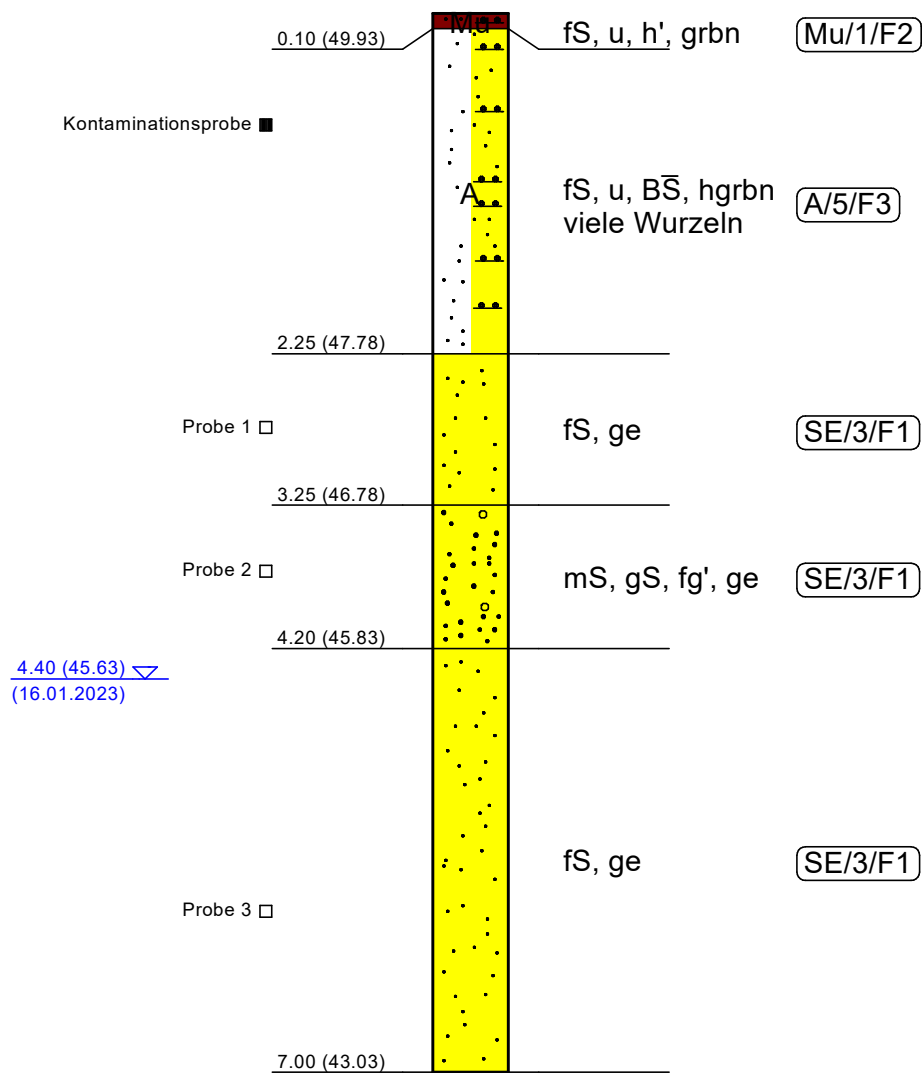 Mu
0.10 (49.93)
fS, u, h', grbn
Mu/1/F2
Kontaminationsprobe
A
fS, u, BS̅, hgrbn
viele Wurzeln
A/5/F3
2.25 (47.78)
Probe 1
fS, ge
SE/3/F1
3.25 (46.78)
Probe 2
mS, gS, fg', ge
SE/3/F1
4.20 (45.83)
4.40 (45.63)
(16.01.2023)
fS, ge
SE/3/F1
Probe 3
7.00 (43.03)